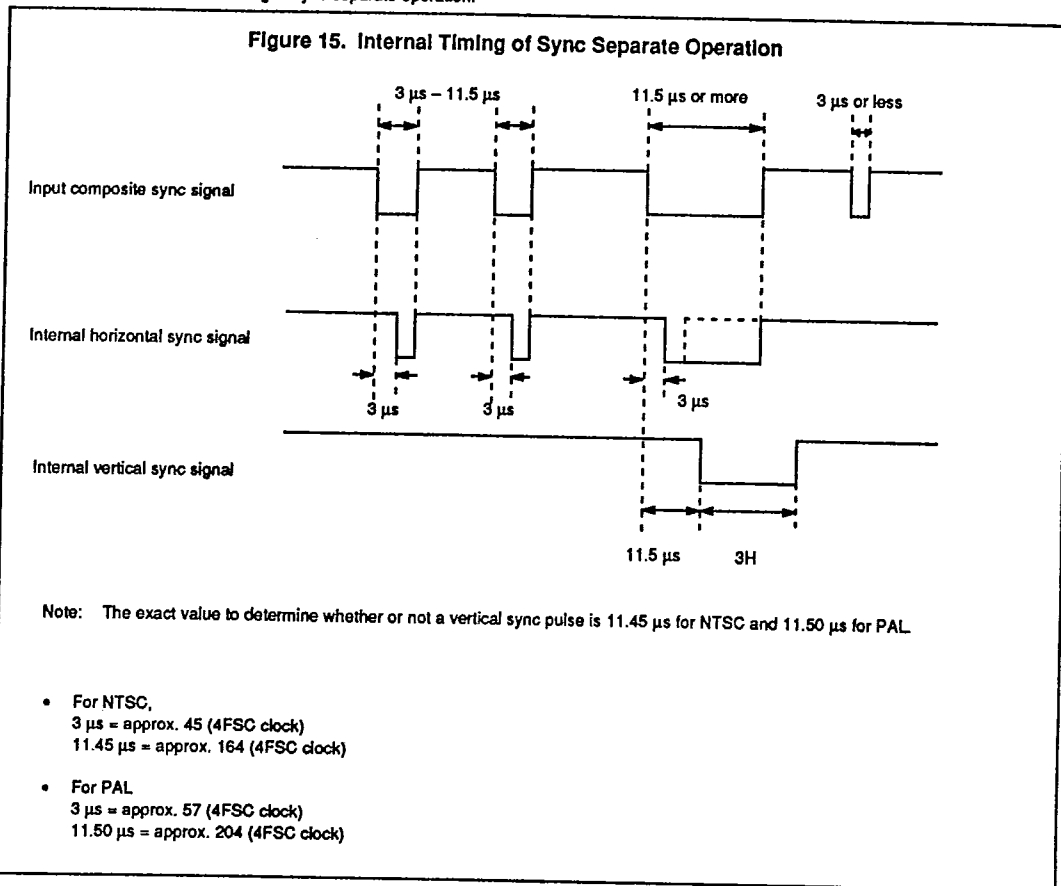 sync separate operation.
Figure 15. Internal Timing of Sync Separate Operation
3 µs – 11.5 µs
11.5 µs or more
3 µs or less
Input composite sync signal
Internal horizontal sync signal
3 µs
3 µs
3 µs
Internal vertical sync signal
11.5 µs
3H
Note: The exact value to determine whether or not a vertical sync pulse is 11.45 µs for NTSC and 11.50 µs for PAL.
• For NTSC,
3 µs = approx. 45 (4FSC clock)
11.45 µs = approx. 164 (4FSC clock)
• For PAL
3 µs = approx. 57 (4FSC clock)
11.50 µs = approx. 204 (4FSC clock)